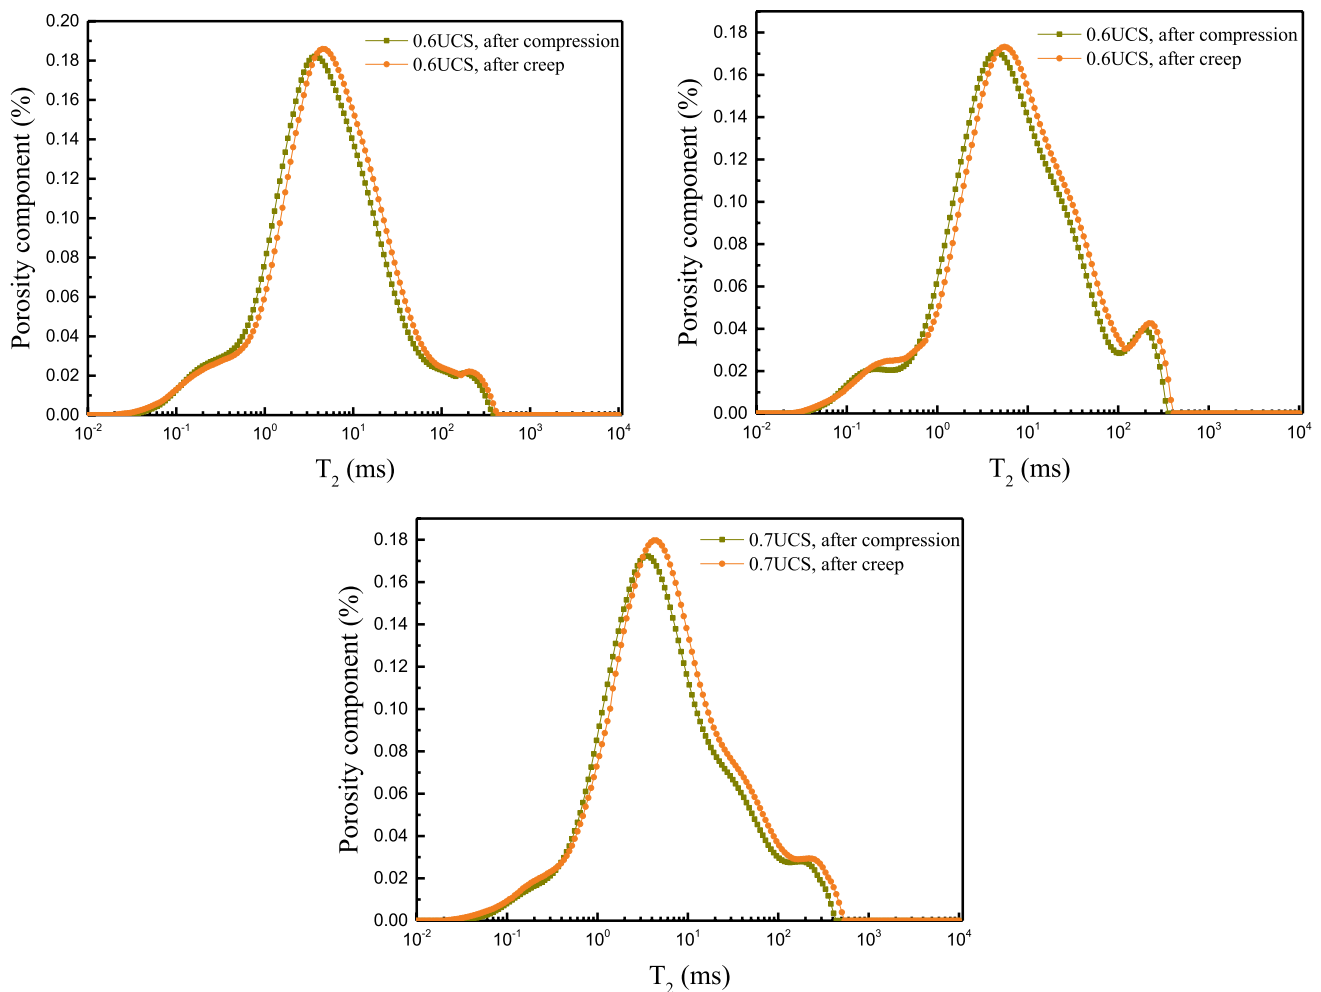 0.6UCS, after compression
0.6UCS, after creep
0.20
0.18
0.16
0.14
0.12
0.10
0.08
0.06
0.04
0.02
0.00
Porosity component (%)
10-2 10-1 100 101 102 103 104
T2 (ms)
0.6UCS, after compression
0.6UCS, after creep
0.18
0.16
0.14
0.12
0.10
0.08
0.06
0.04
0.02
0.00
Porosity component (%)
10-2 10-1 100 101 102 103 104
T2 (ms)
0.7UCS, after compression
0.7UCS, after creep
0.18
0.16
0.14
0.12
0.10
0.08
0.06
0.04
0.02
0.00
Porosity component (%)
10-2 10-1 100 101 102 103 104
T2 (ms)